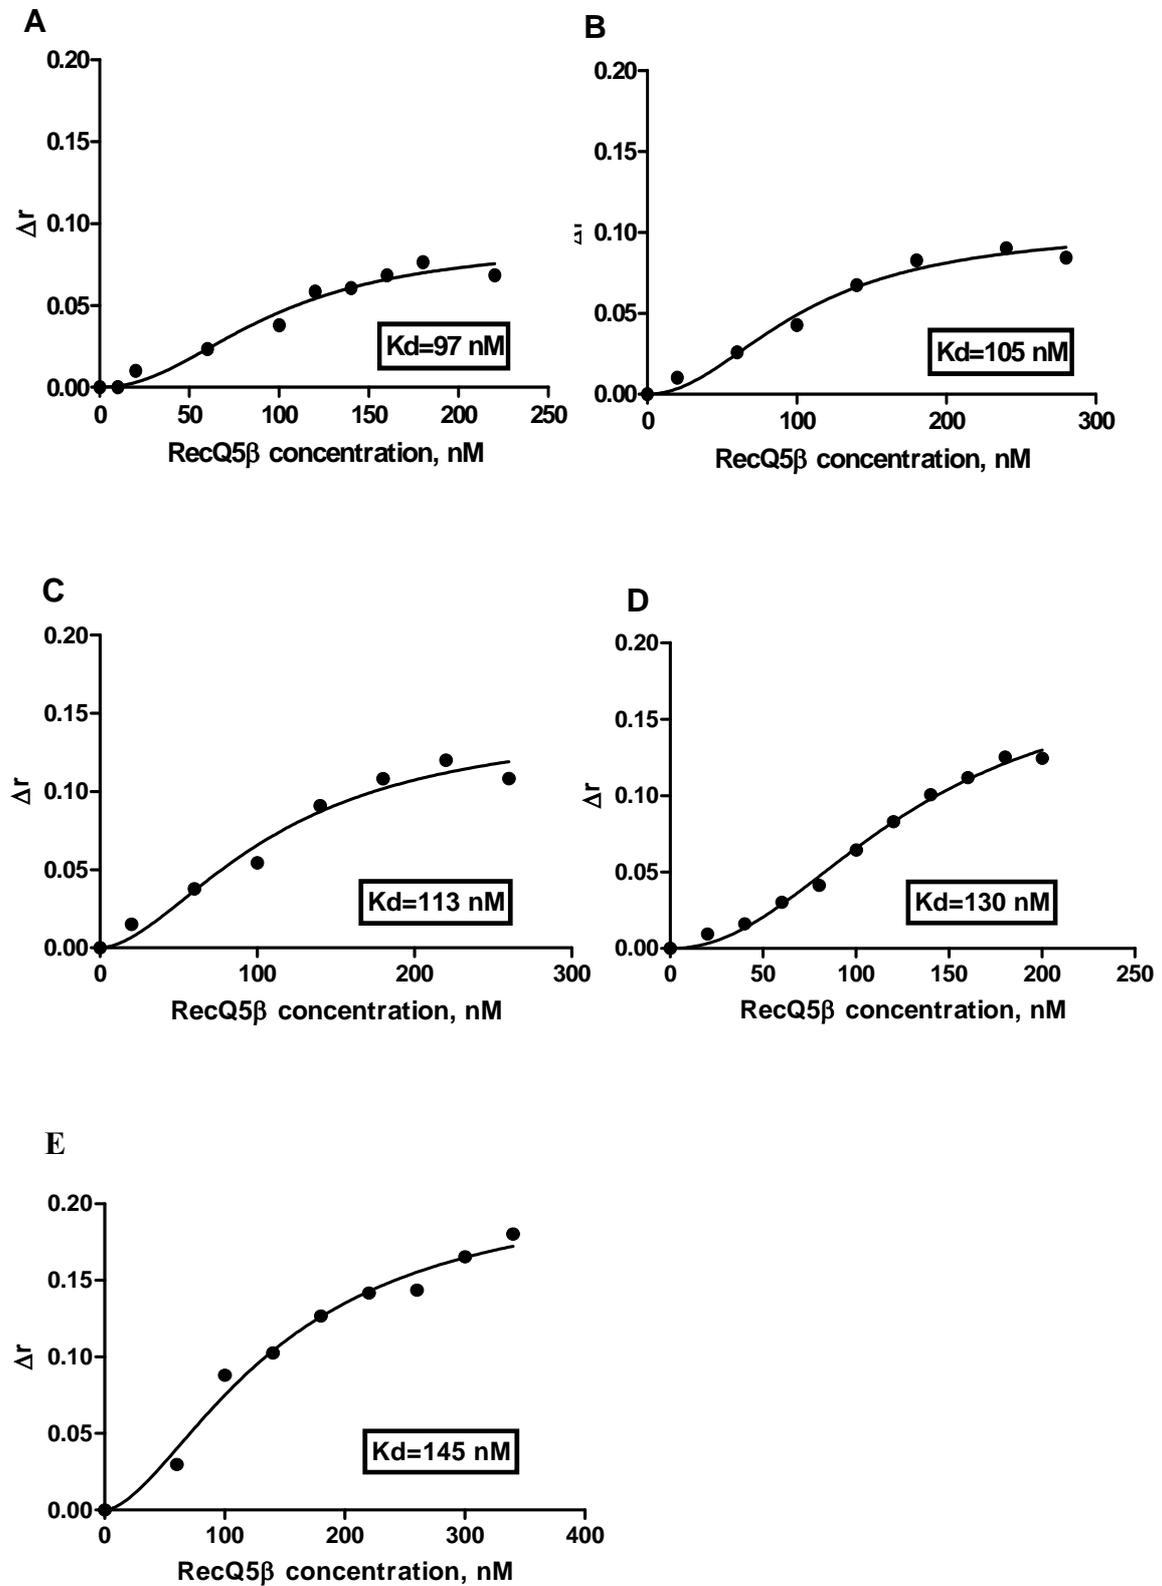 A
0.20
0.15
0.10
0.05
0.00
Δr
Kd=97 nM
0 50 100 150 200 250
RecQ5β concentration, nM
B
0.20
0.15
0.10
0.05
0.00
Kd=105 nM
0 100 200 300
RecQ5β concentration, nM
C
0.20
0.15
0.10
0.05
0.00
Δr
Kd=113 nM
0 100 200 300
RecQ5β concentration, nM
D
0.20
0.15
0.10
0.05
0.00
Δr
Kd=130 nM
0 50 100 150 200 250
RecQ5β concentration, nM
E
0.20
0.15
0.10
0.05
0.00
Δr
Kd=145 nM
0 100 200 300 400
RecQ5β concentration, nM